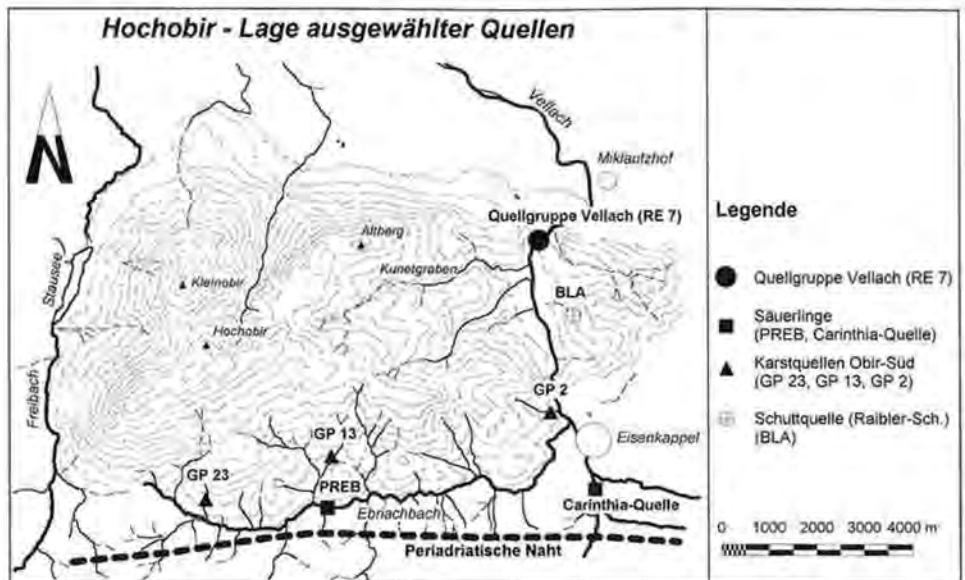 Hochobir - Lage ausgewählter Quellen
N
Vellach
Miklautzhof
Quellgruppe Vellach (RE 7)
Altberg
Kunetgraben
Stausee
Kleinobir
BLA
Hochobir
Freibach
GP 2
GP 13
Eisenkappel
GP 23
PREB
Ebriachbach
Carinthia-Quelle
Periadriatische Naht
Legende
Quellgruppe Vellach (RE 7)
Säuerlinge
(PREB, Carinthia-Quelle)
Karstquellen Obir-Süd
(GP 23, GP 13, GP 2)
Schuttquelle (Raibler-Sch.)
(BLA)
0 1000 2000 3000 4000 m